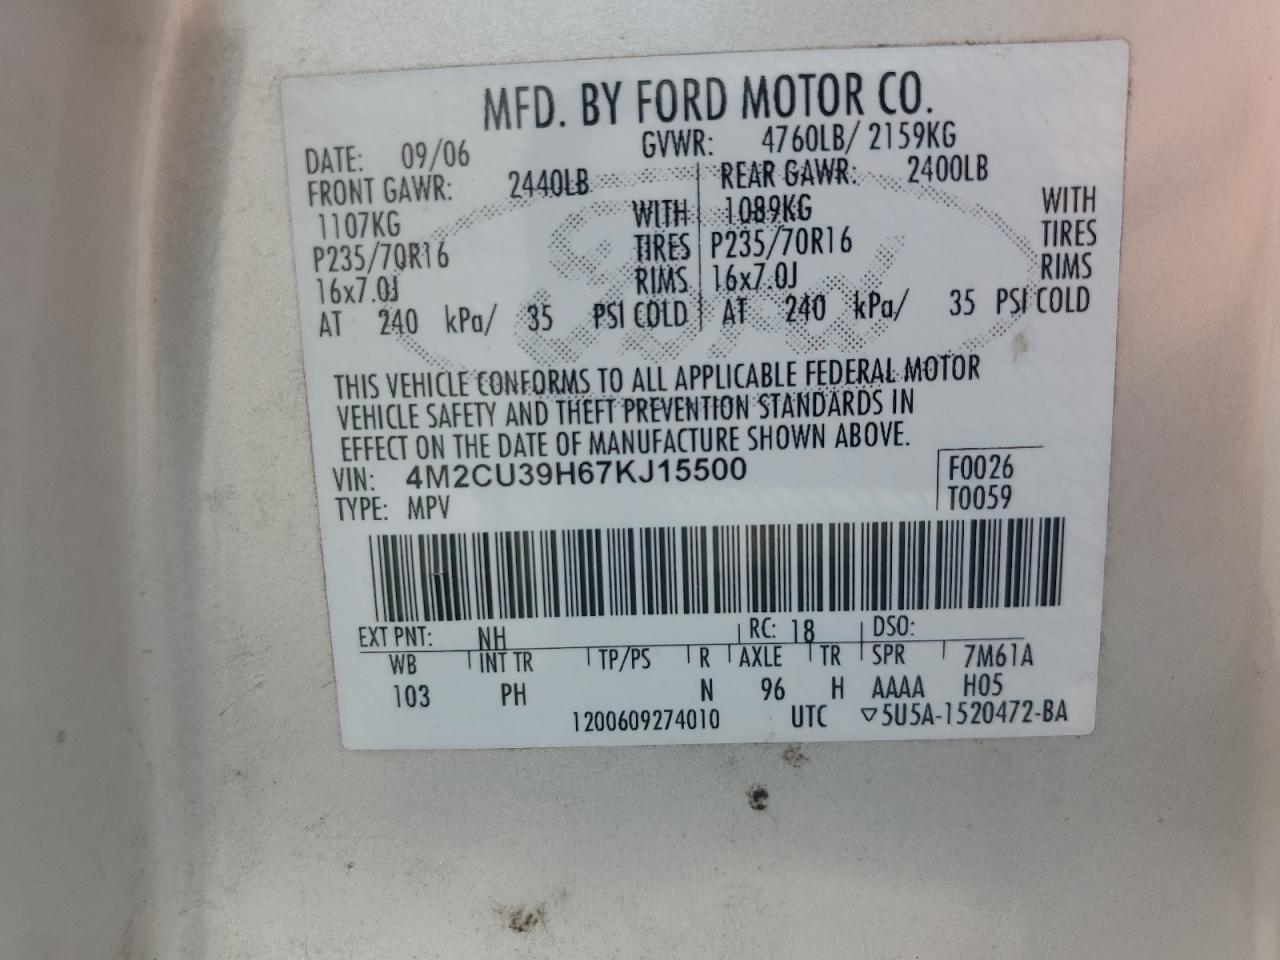 MFD. BY FORD MOTOR CO.
DATE: 09/06 GVWR: 4760LB/ 2159KG
FRONT GAWR: 2440LB REAR GAWR: 2400LB
1107KG WITH 1089KG WITH
P235/70R16 TIRES P235/70R16 TIRES
16x7.0J RIMS 16x7.0J RIMS
AT 240 kPa/ 35 PSI COLD AT 240 kPa/ 35 PSI COLD
THIS VEHICLE CONFORMS TO ALL APPLICABLE FEDERAL MOTOR
VEHICLE SAFETY AND THEFT PREVENTION STANDARDS IN
EFFECT ON THE DATE OF MANUFACTURE SHOWN ABOVE.
VIN: 4M2CU39H67KJ15500 F0026
TYPE: MPV T0059
EXT PNT: NH RC: 18 DSO:
WB INT TR TP/PS R AXLE TR SPR 7M61A
103 PH N 96 H AAAA H05
1200609274010 UTC ▽5U5A-1520472-BA